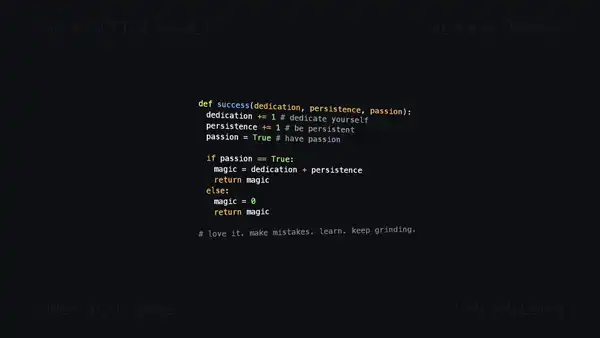 def success(dedication, persistence, passion):
dedication += 1 # dedicate yourself
persistence += 1 # be persistent
passion = True # have passion
if passion == True:
magic = dedication + persistence
return magic
else:
magic = 0
return magic
# love it. make mistakes. learn. keep grinding.